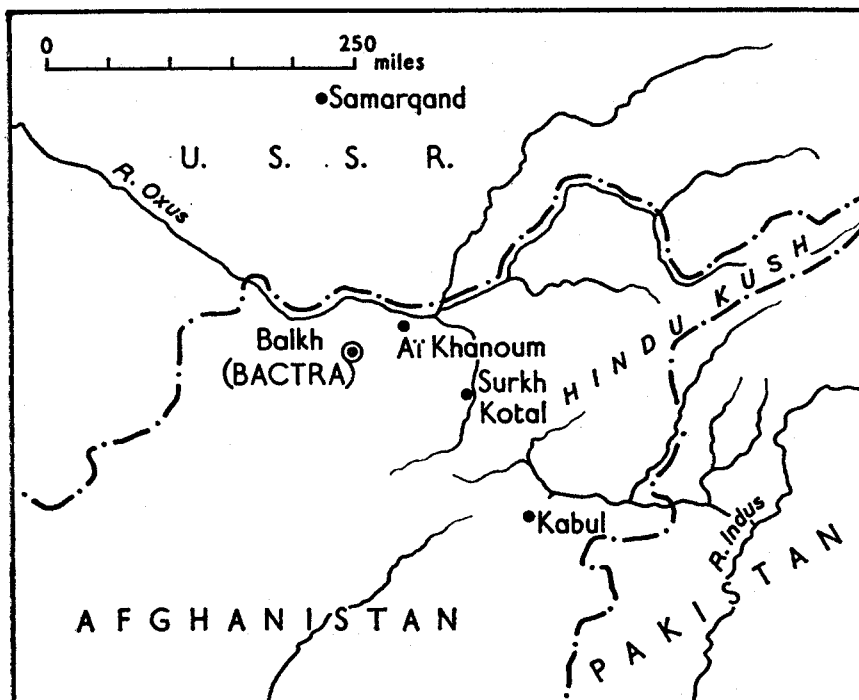 0 250
miles
Samarqand
U. S. S. R.
R. Oxus
HINDU KUSH
Balkh
(BACTRA)
Aï Khanoum
Surkh
Kotal
Kabul
R. Indus
AFGHANISTAN
PAKISTAN